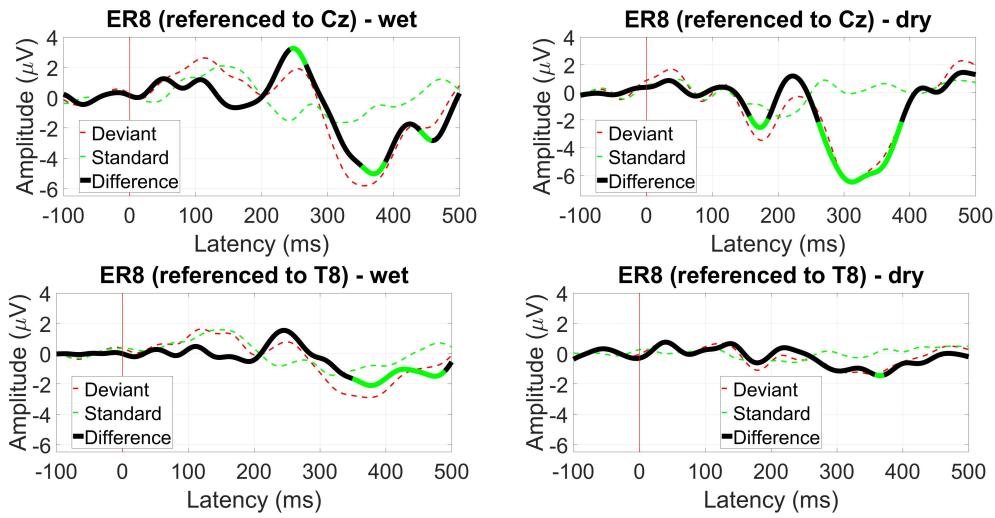 ER8 (referenced to Cz) - wet
4
2
0
-2
-4
-6
Amplitude (μV)
Deviant
Standard
Difference
-100 0 100 200 300 400 500
Latency (ms)
ER8 (referenced to Cz) - dry
4
2
0
-2
-4
-6
Amplitude (μV)
Deviant
Standard
Difference
-100 0 100 200 300 400 500
Latency (ms)
ER8 (referenced to T8) - wet
4
2
0
-2
-4
-6
Amplitude (μV)
Deviant
Standard
Difference
-100 0 100 200 300 400 500
Latency (ms)
ER8 (referenced to T8) - dry
4
2
0
-2
-4
-6
Amplitude (μV)
Deviant
Standard
Difference
-100 0 100 200 300 400 500
Latency (ms)